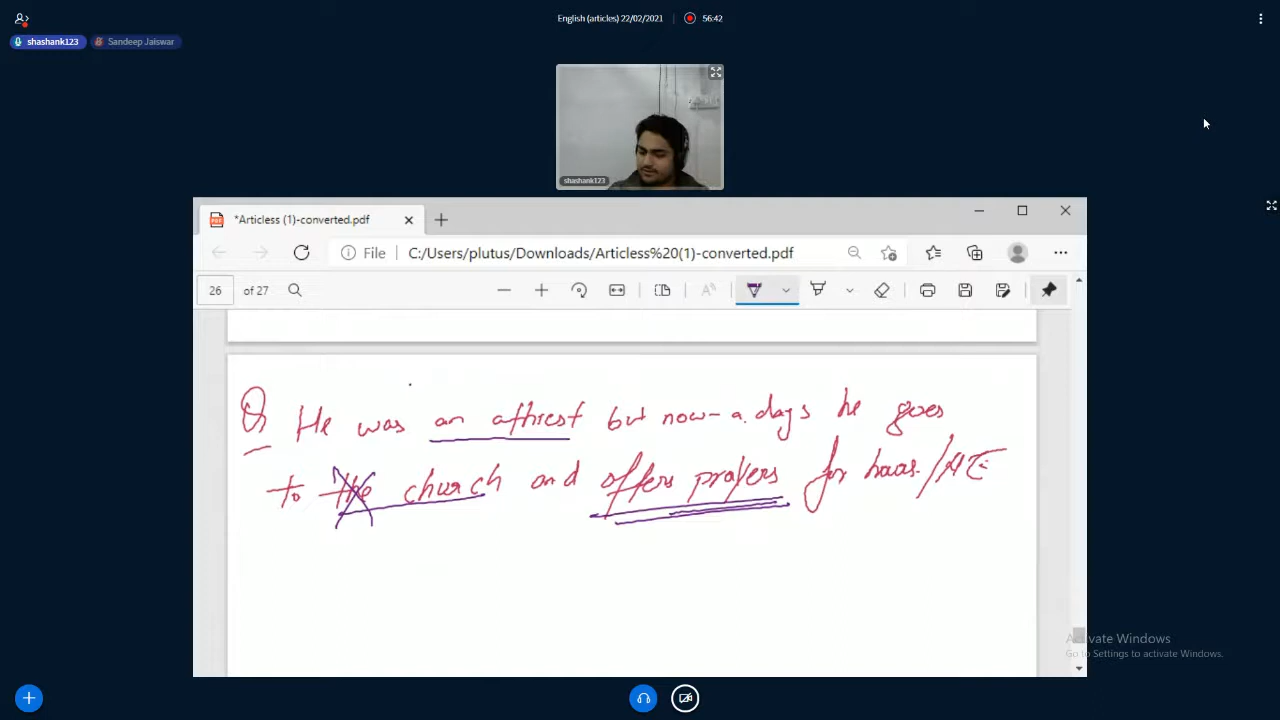 English (articles) 22/02/2021 56:42
shashank123 Sandeep Jaiswar
shashank123
*Articless (1)-converted.pdf
File C:/Users/plutus/Downloads/Articless%20(1)-converted.pdf
26 of 27
Q He was an athiest but now-a.days he goes
to the church and offers prayers for hours. /NE
Activate Windows
Go to Settings to activate Windows.